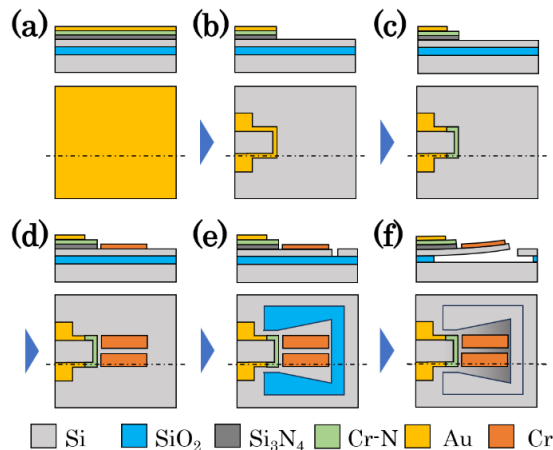 (a) (b) (c)
(d) (e) (f)
Si SiO₂ Si₃N₄ Cr-N Au Cr